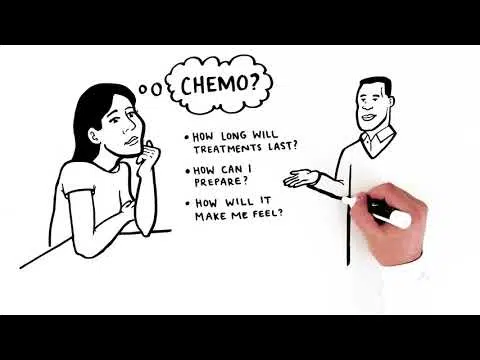 CHEMO?
• HOW LONG WILL
TREATMENTS LAST?
• HOW CAN I
PREPARE?
• HOW WILL IT
MAKE ME FEEL?